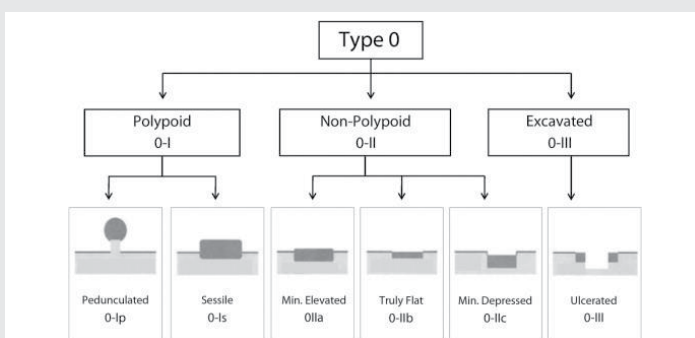 Type 0
Polypoid
0-I
Non-Polypoid
0-II
Excavated
0-III
Pedunculated
0-Ip
Sessile
0-Is
Min. Elevated
0IIa
Truly Flat
0-IIb
Min. Depressed
0-IIc
Ulcerated
0-III